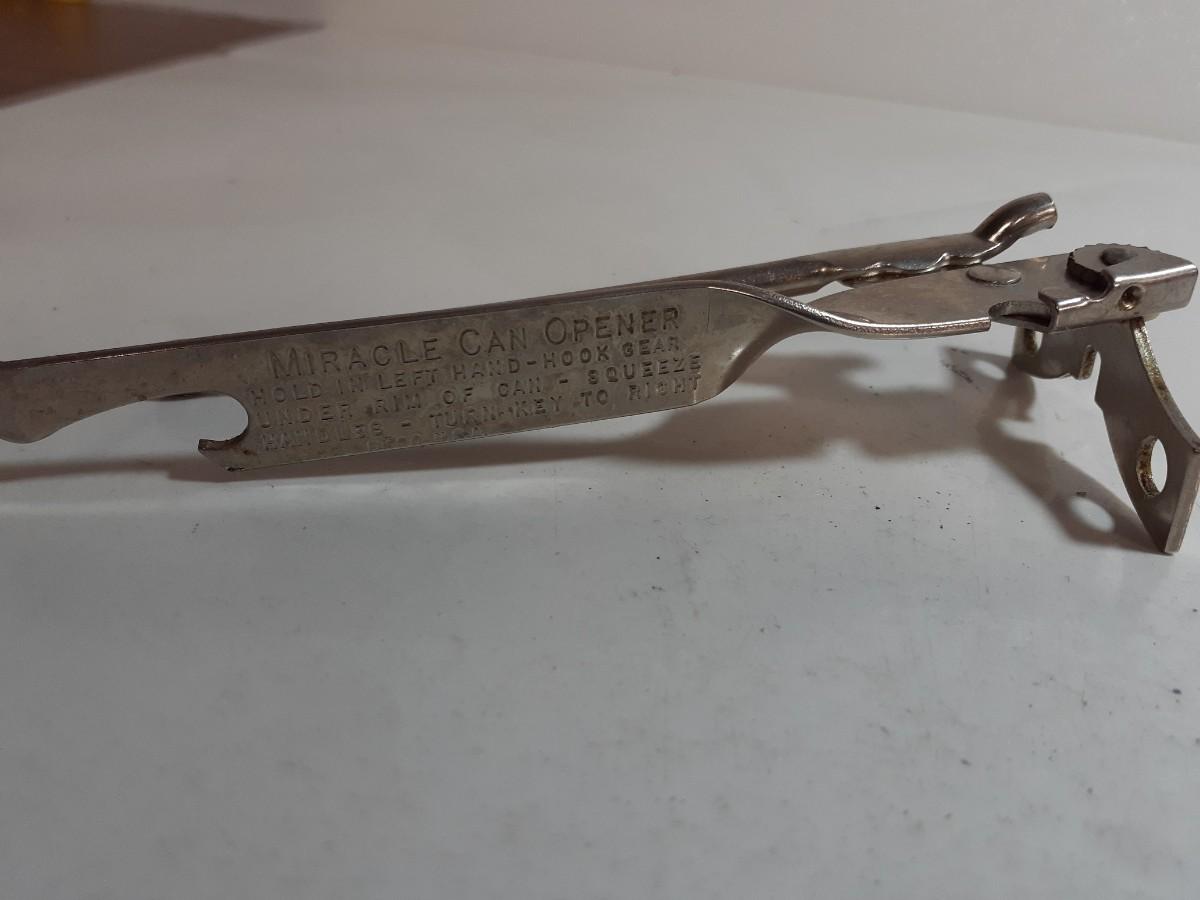 MIRACLE CAN OPENER
HOLD IN LEFT HAND-HOOK GEAR
UNDER RIM OF CAN - SQUEEZE
HANDLES - TURN KEY TO RIGHT